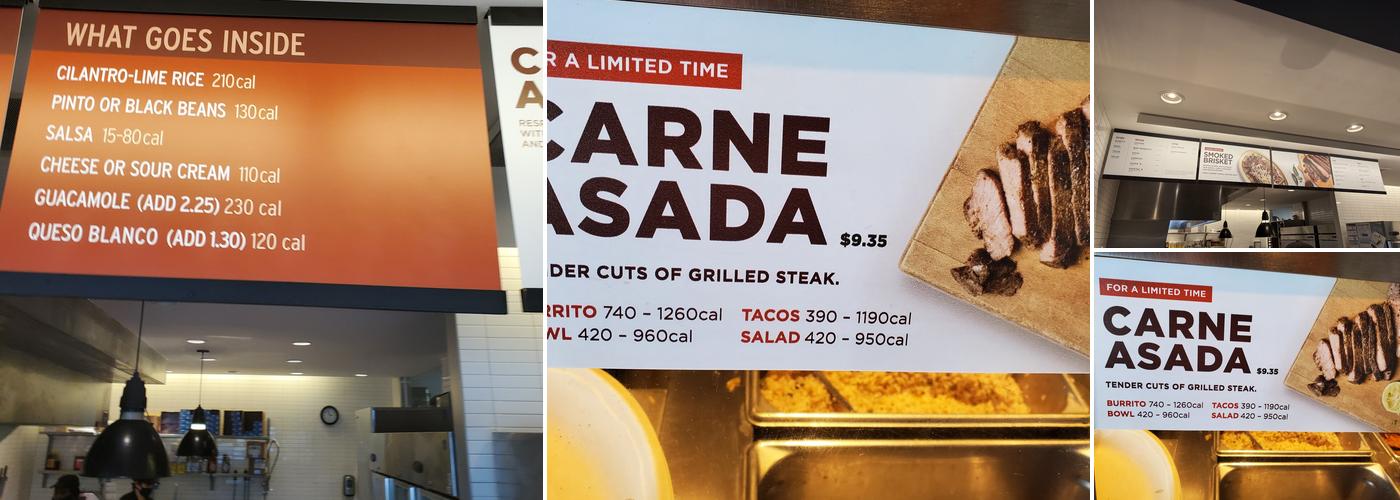 WHAT GOES INSIDE
CILANTRO-LIME RICE 210cal
PINTO OR BLACK BEANS 130cal
SALSA 15-80cal
CHEESE OR SOUR CREAM 110cal
GUACAMOLE (ADD 2.25) 230 cal
QUESO BLANCO (ADD 1.30) 120 cal
R A LIMITED TIME
CARNE
ASADA $9.35
DER CUTS OF GRILLED STEAK.
RRITO 740 – 1260cal TACOS 390 – 1190cal
WL 420 – 960cal SALAD 420 – 950cal
SMOKED
BRISKET
FOR A LIMITED TIME
CARNE
ASADA $9.35
TENDER CUTS OF GRILLED STEAK.
BURRITO 740 – 1260cal TACOS 390 – 1190cal
BOWL 420 – 960cal SALAD 420 – 950cal